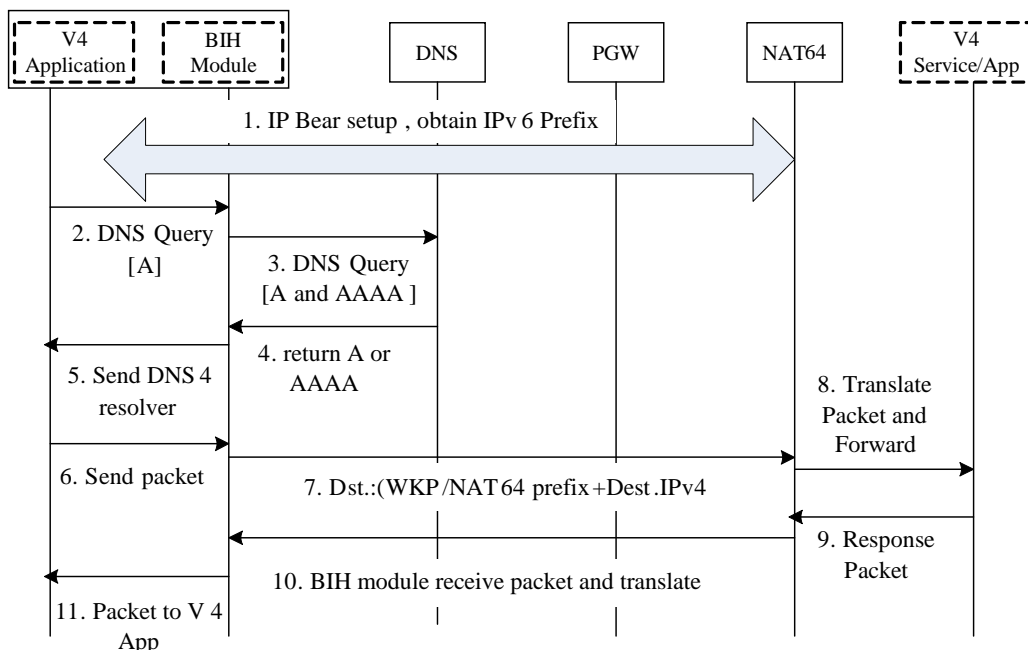 V4
Application
BIH
Module
DNS
PGW
NAT64
V4
Service/App
1. IP Bear setup , obtain IPv 6 Prefix
2. DNS Query
[A]
3. DNS Query
[A and AAAA ]
4. return A or
AAAA
5. Send DNS 4
resolver
6. Send packet
7. Dst.:(WKP /NAT64 prefix+Dest .IPv4
8. Translate
Packet and
Forward
9. Response
Packet
10. BIH module receive packet and translate
11. Packet to V 4
App